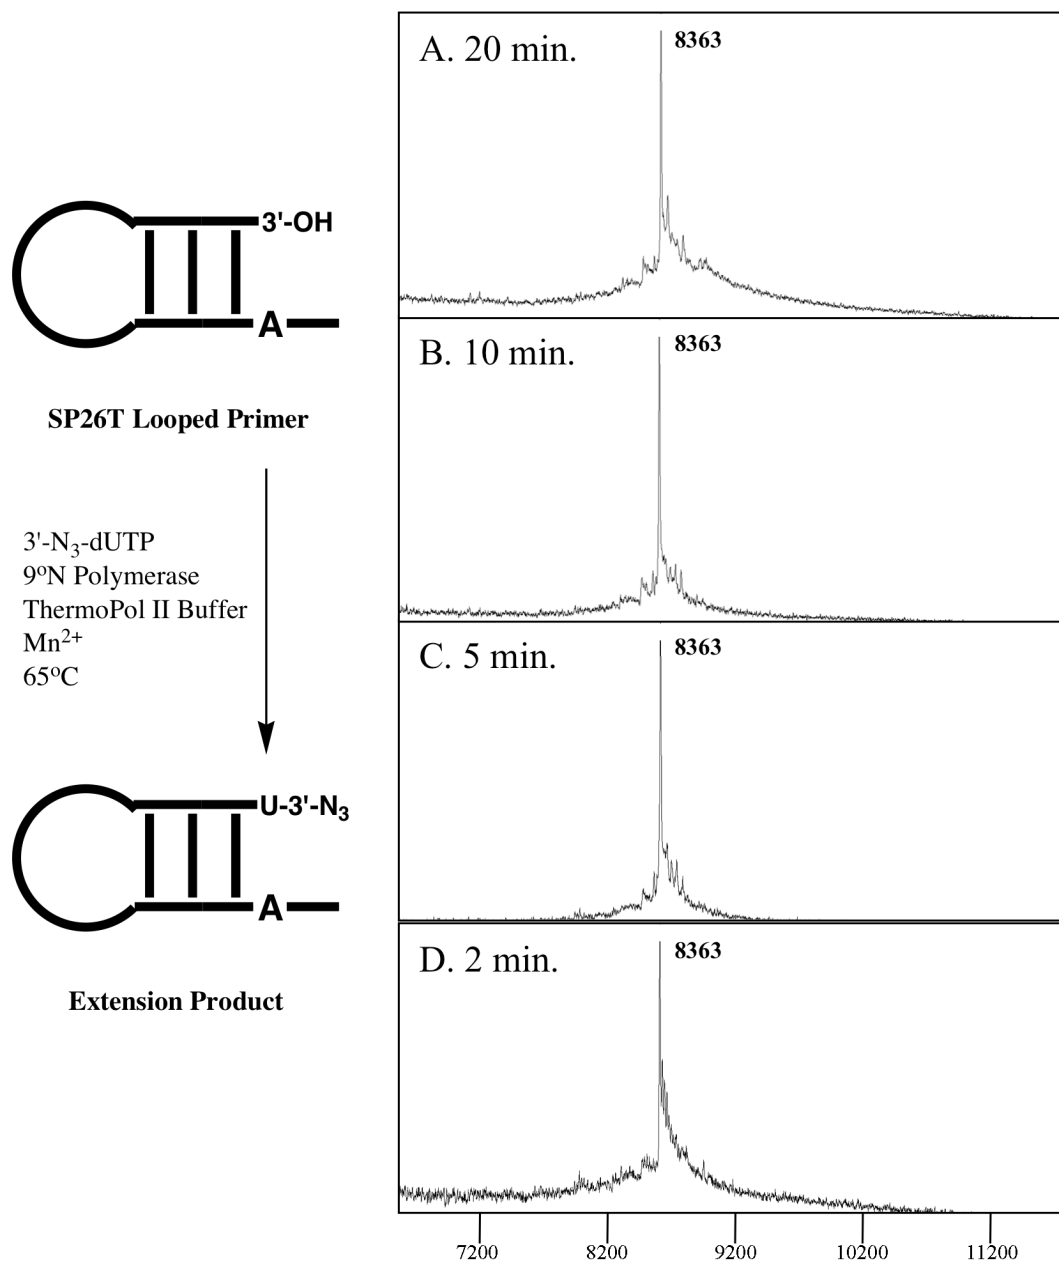 3'-OH
A
SP26T Looped Primer
3'-N3-dUTP
9ºN Polymerase
ThermoPol II Buffer
Mn2+
65ºC
U-3'-N3
A
Extension Product
A. 20 min.
8363
B. 10 min.
8363
C. 5 min.
8363
D. 2 min.
8363
7200 8200 9200 10200 11200